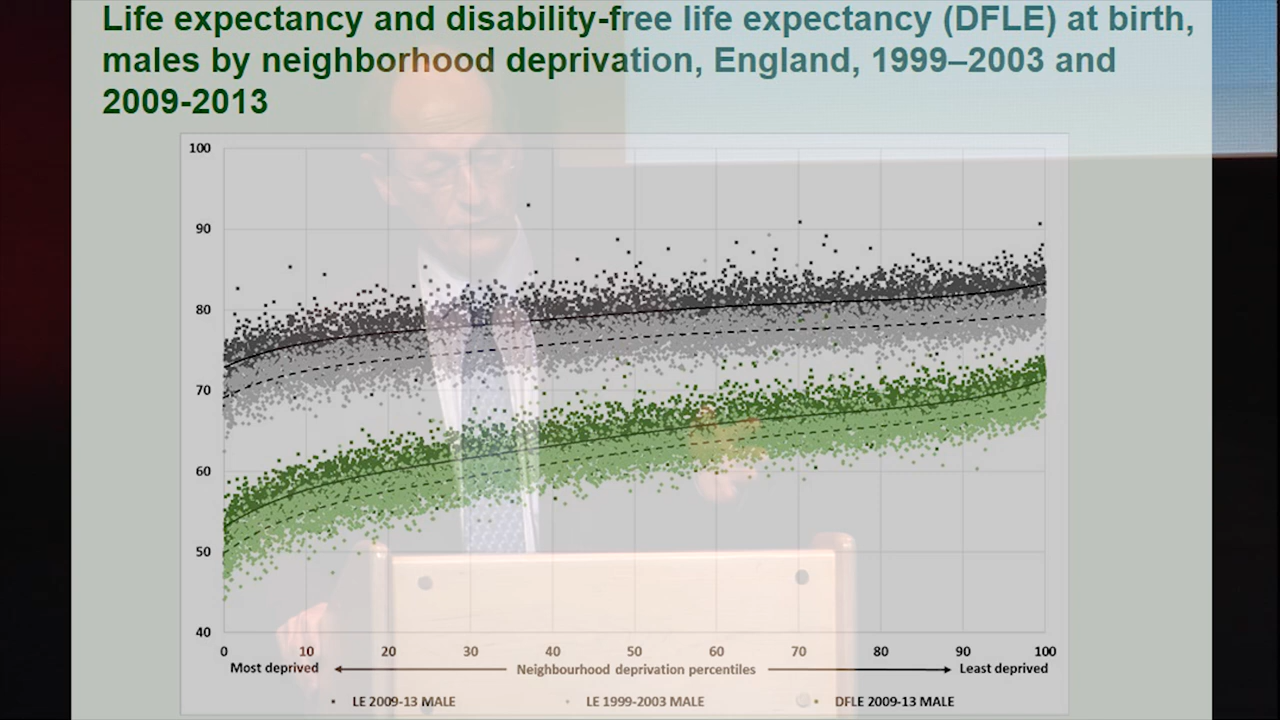 Life expectancy and disability-free life expectancy (DFLE) at birth,
males by neighborhood deprivation, England, 1999–2003 and
2009-2013
100
90
80
70
60
50
40
0 10 20 30 40 50 60 70 80 90 100
Most deprived Neighbourhood deprivation percentiles Least deprived
LE 2009-13 MALE LE 1999-2003 MALE DFLE 2009-13 MALE